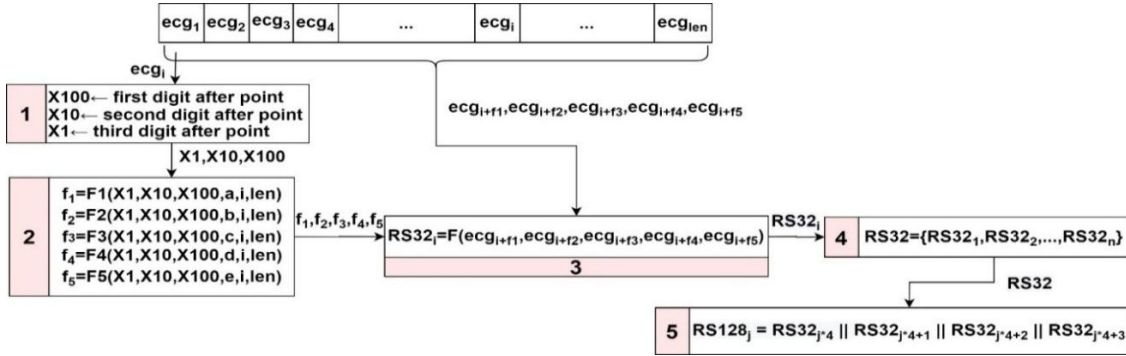 ecg₁ ecg₂ ecg₃ ecg₄ ... ecgᵢ ... ecgₗₑₙ
ecgᵢ
1
X100← first digit after point
X10← second digit after point
X1← third digit after point
ecgᵢ₊f₁,ecgᵢ₊f₂,ecgᵢ₊f₃,ecgᵢ₊f₄,ecgᵢ₊f₅
X1,X10,X100
2
f₁=F1(X1,X10,X100,a,i,len)
f₂=F2(X1,X10,X100,b,i,len)
f₃=F3(X1,X10,X100,c,i,len)
f₄=F4(X1,X10,X100,d,i,len)
f₅=F5(X1,X10,X100,e,i,len)
f₁,f₂,f₃,f₄,f₅
RS32ᵢ=F(ecgᵢ₊f₁,ecgᵢ₊f₂,ecgᵢ₊f₃,ecgᵢ₊f₄,ecgᵢ₊f₅)
3
RS32ᵢ
4
RS32={RS32₁,RS32₂,...,RS32ₙ}
RS32
5
RS128ⱼ = RS32ⱼ*₄ || RS32ⱼ*₄₊₁ || RS32ⱼ*₄₊₂ || RS32ⱼ*₄₊₃